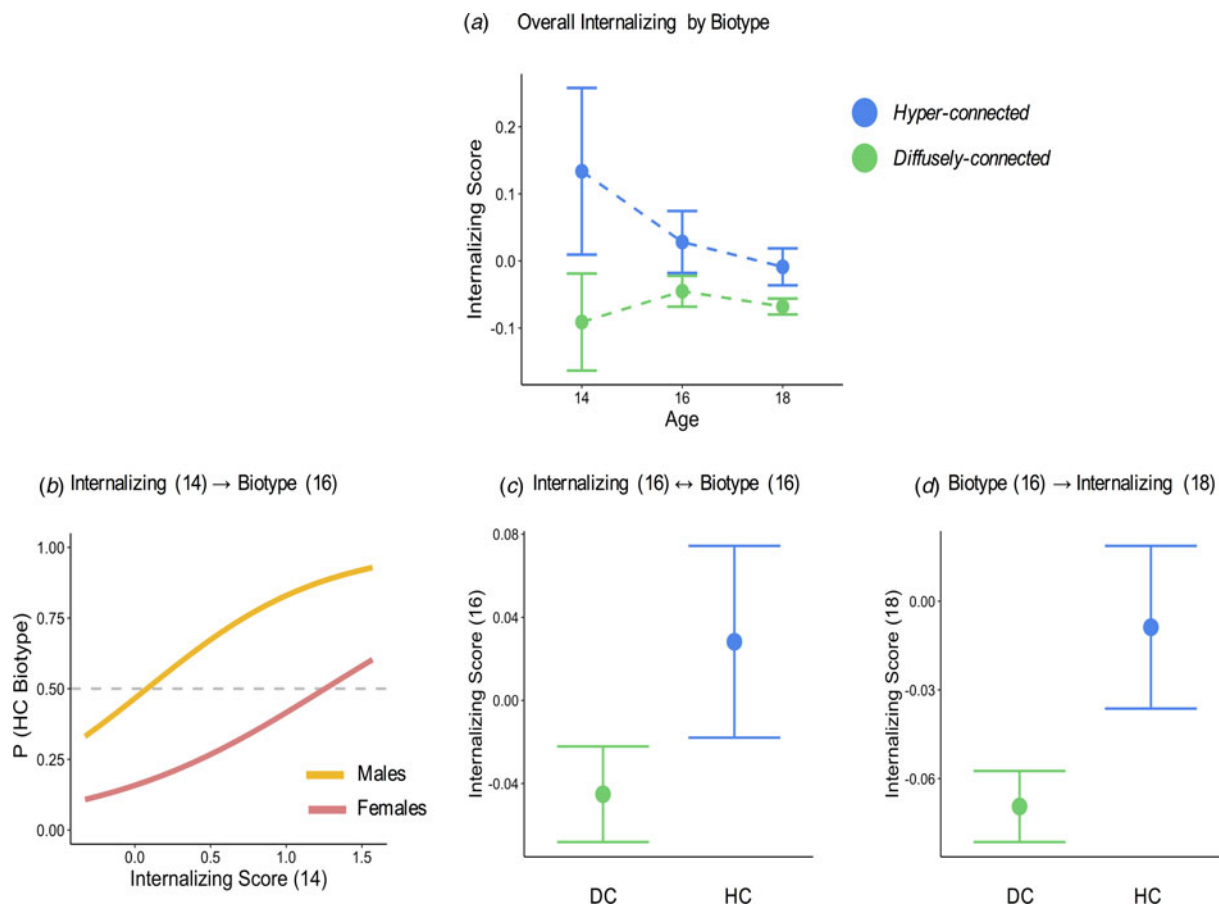 (a) Overall Internalizing by Biotype
Internalizing Score
0.2
0.1
0.0
-0.1
14 16 18
Age
Hyper-connected
Diffusely-connected
(b) Internalizing (14) → Biotype (16)
P (HC Biotype)
1.00
0.75
0.50
0.25
0.00
Males
Females
0.0 0.5 1.0 1.5
Internalizing Score (14)
(c) Internalizing (16) ↔ Biotype (16)
Internalizing Score (16)
0.08
0.04
0.00
-0.04
DC HC
(d) Biotype (16) → Internalizing (18)
Internalizing Score (18)
0.00
-0.03
-0.06
DC HC